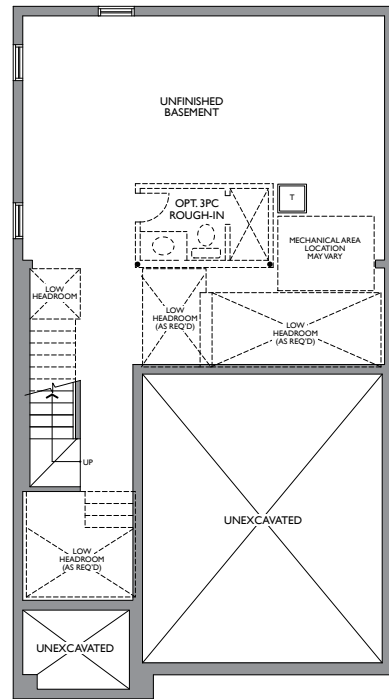 UNFINISHED
BASEMENT
OPT. 3PC
ROUGH-IN
T
MECHANICAL AREA
LOCATION
MAY VARY
LOW
HEADROOM
LOW
HEADROOM
(AS REQ'D)
LOW
HEADROOM
(AS REQ'D)
UP
UNEXCAVATED
LOW
HEADROOM
(AS REQ'D)
UNEXCAVATED